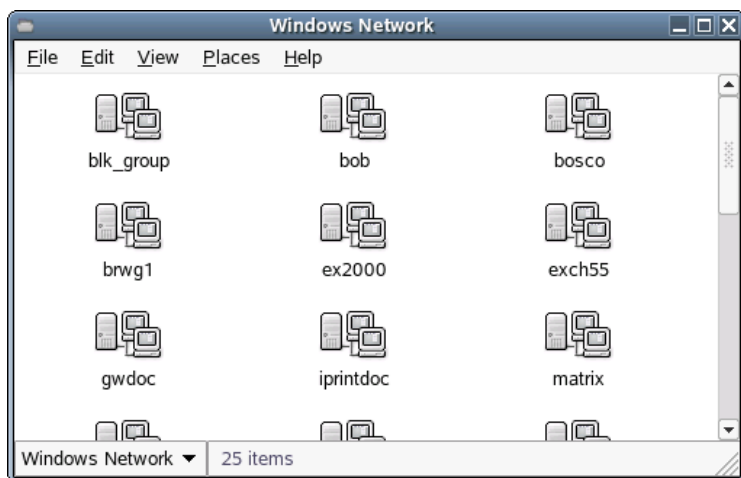 Windows Network
File Edit View Places Help
blk_group bob bosco
brwg1 ex2000 exch55
gwdoc iprintdoc matrix
Windows Network 25 items